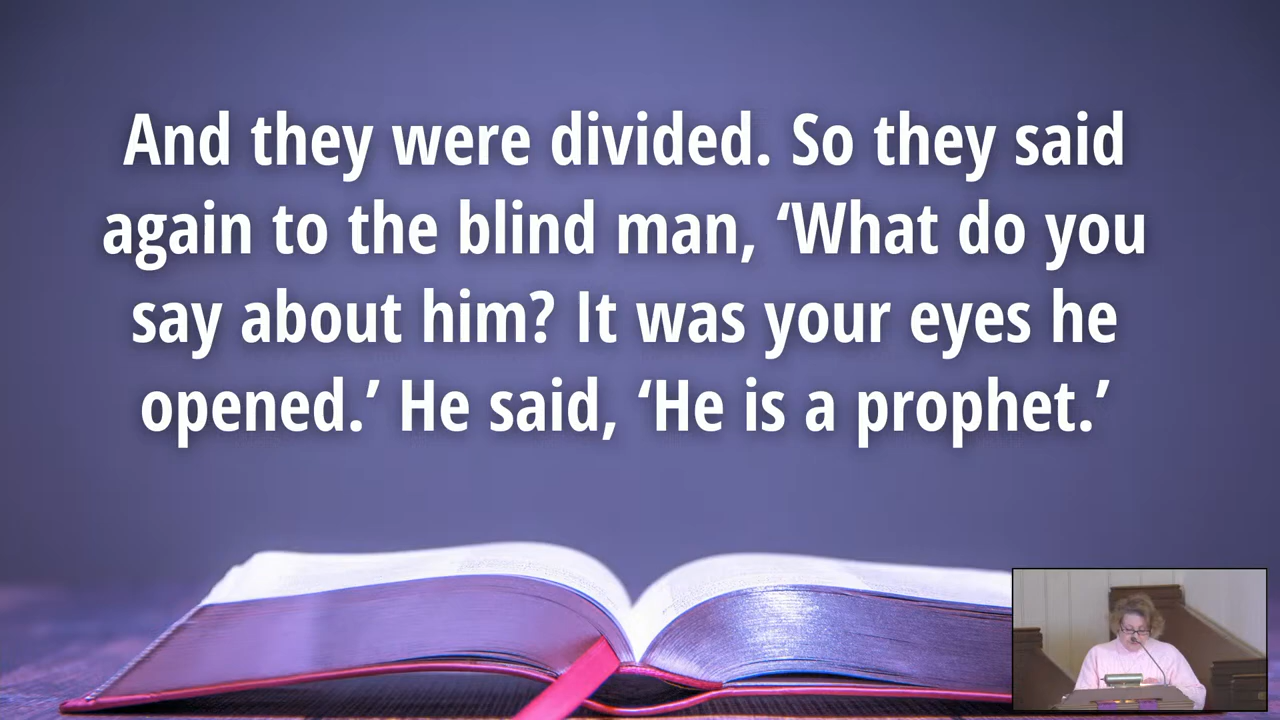 And they were divided. So they said
again to the blind man, ‘What do you
say about him? It was your eyes he
opened.’ He said, ‘He is a prophet.’